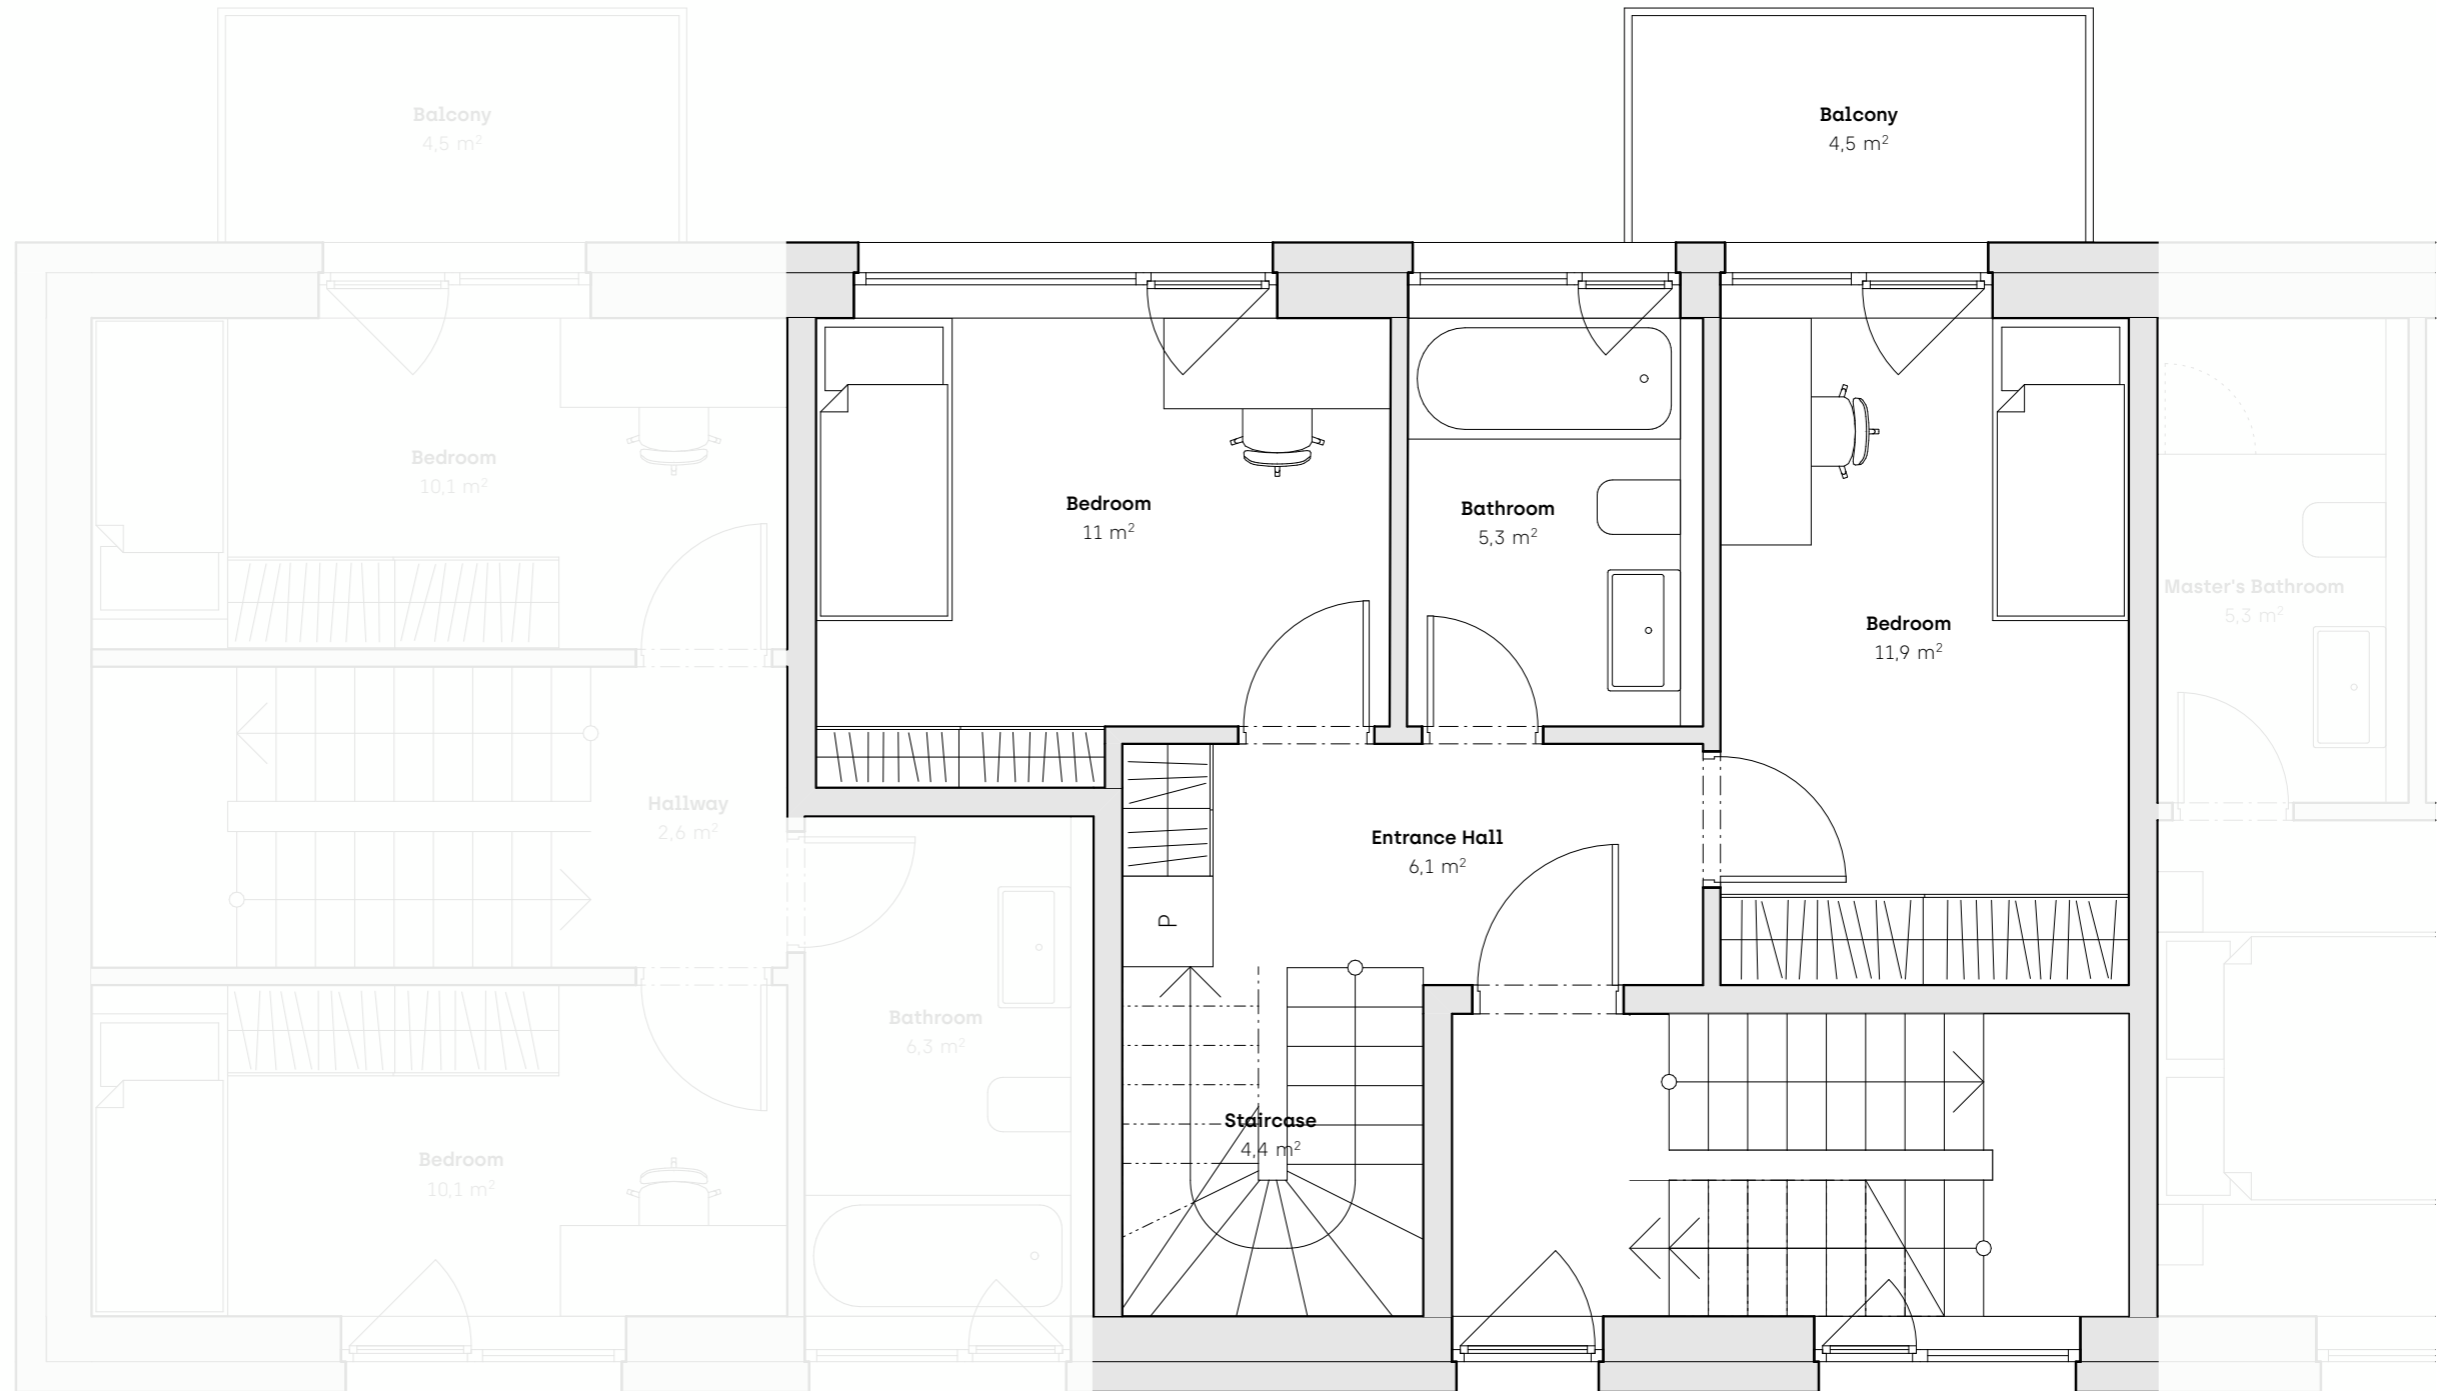 Balcony
4,5 m²
Balcony
4,5 m²
Bedroom
10,1 m²
Bedroom
11 m²
Bathroom
5,3 m²
Bedroom
11,9 m²
Master's Bathroom
5,3 m²
Hallway
2,6 m²
Entrance Hall
6,1 m²
P
Bathroom
6,3 m²
Staircase
4,4 m²
Bedroom
10,1 m²